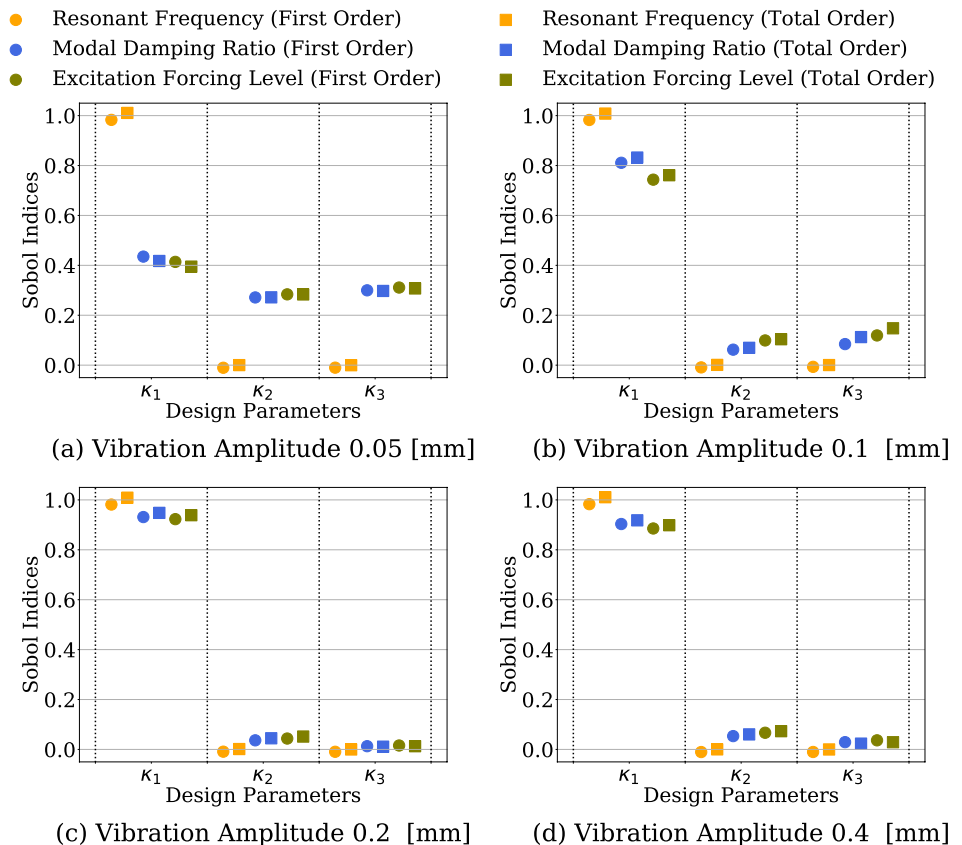 Resonant Frequency (First Order)
Modal Damping Ratio (First Order)
Excitation Forcing Level (First Order)
Resonant Frequency (Total Order)
Modal Damping Ratio (Total Order)
Excitation Forcing Level (Total Order)
1.0
0.8
0.6
0.4
0.2
0.0
Sobol Indices
κ1 κ2 κ3
Design Parameters
(a) Vibration Amplitude 0.05 [mm]
1.0
0.8
0.6
0.4
0.2
0.0
Sobol Indices
κ1 κ2 κ3
Design Parameters
(b) Vibration Amplitude 0.1 [mm]
1.0
0.8
0.6
0.4
0.2
0.0
Sobol Indices
κ1 κ2 κ3
Design Parameters
(c) Vibration Amplitude 0.2 [mm]
1.0
0.8
0.6
0.4
0.2
0.0
Sobol Indices
κ1 κ2 κ3
Design Parameters
(d) Vibration Amplitude 0.4 [mm]